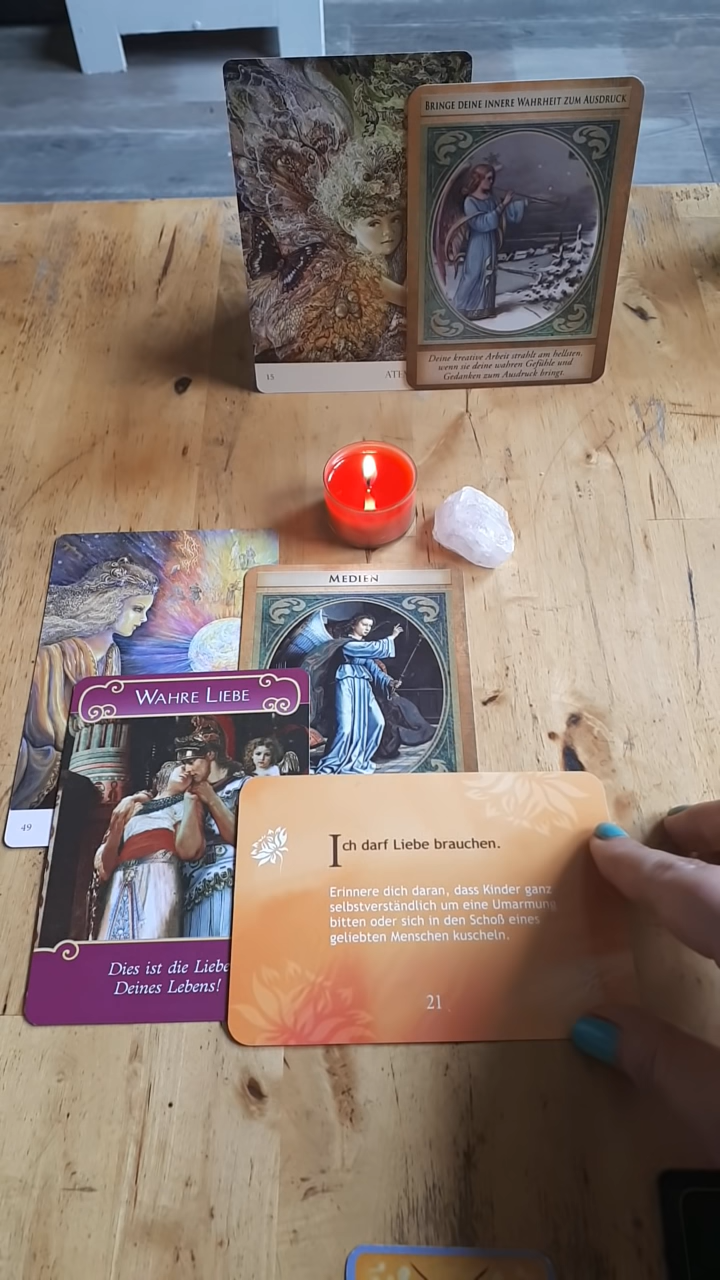 BRINGE DEINE INNERE WAHRHEIT ZUM AUSDRUCK
Deine kreative Arbeit strahlt am hellsten,
wenn sie deine wahren Gefühle und
Gedanken zum Ausdruck bringt.
15
MEDIEN
WAHRE LIEBE
49
Dies ist die Liebe
Deines Lebens!
Ich darf Liebe brauchen.
Erinnere dich daran, dass Kinder ganz
selbstverständlich um eine Umarmung
bitten oder sich in den Schoß eines
geliebten Menschen kuscheln.
21